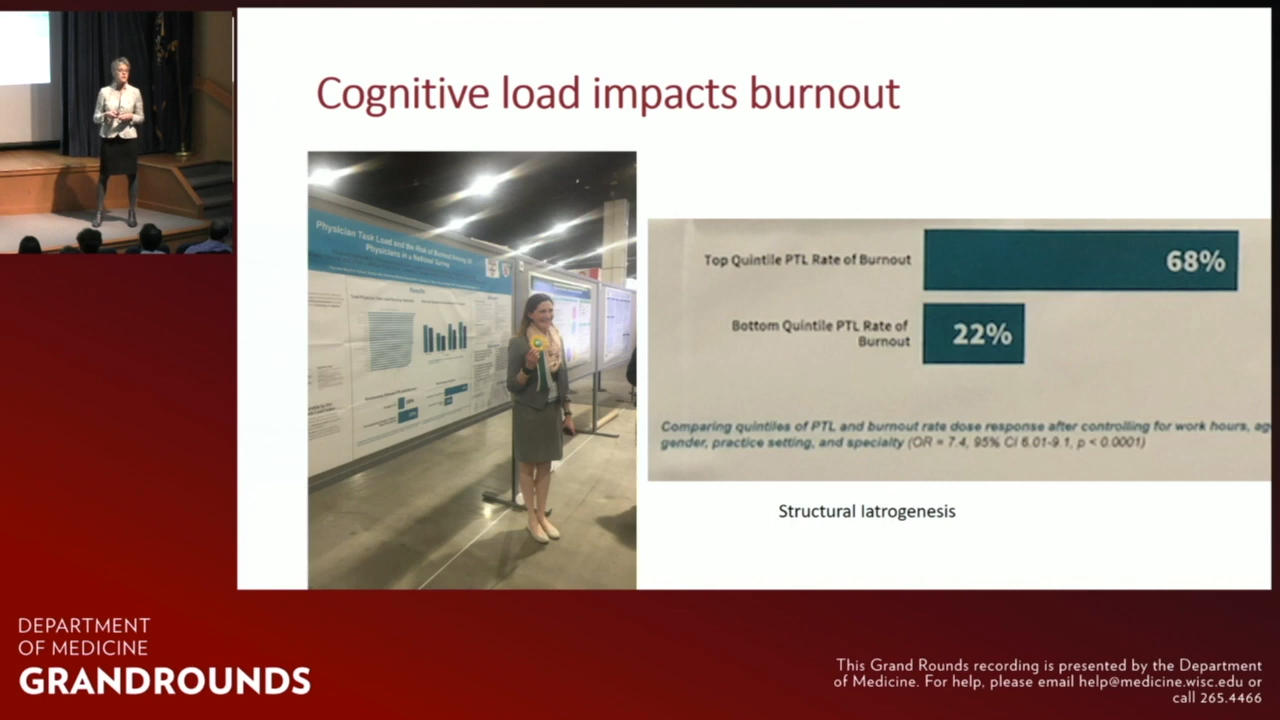 Cognitive load impacts burnout
Physician Task Load and the Risk of Burnout Among US
Physicians in a National Survey
Results
Top Quintile PTL Rate of Burnout
68%
Bottom Quintile PTL Rate of
Burnout
22%
Comparing quintiles of PTL and burnout rate dose response after controlling for work hours, ag
gender, practice setting, and specialty (OR = 7.4, 95% CI 6.01-9.1, p < 0.0001)
Structural Iatrogenesis
DEPARTMENT
OF MEDICINE
GRANDROUNDS
This Grand Rounds recording is presented by the Department
of Medicine. For help, please email help@medicine.wisc.edu or
call 265.4466